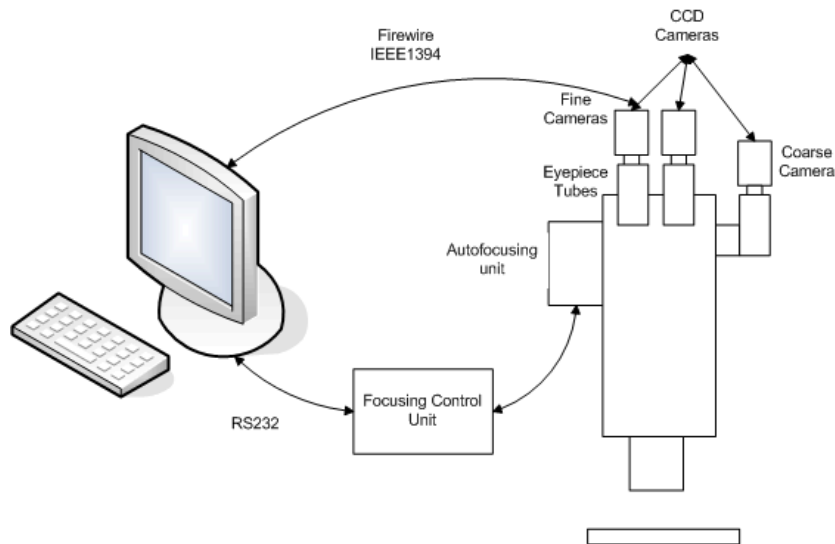 Firewire
IEEE1394
CCD
Cameras
Fine
Cameras
Coarse
Camera
Eyepiece
Tubes
Autofocusing
unit
Focusing Control
Unit
RS232